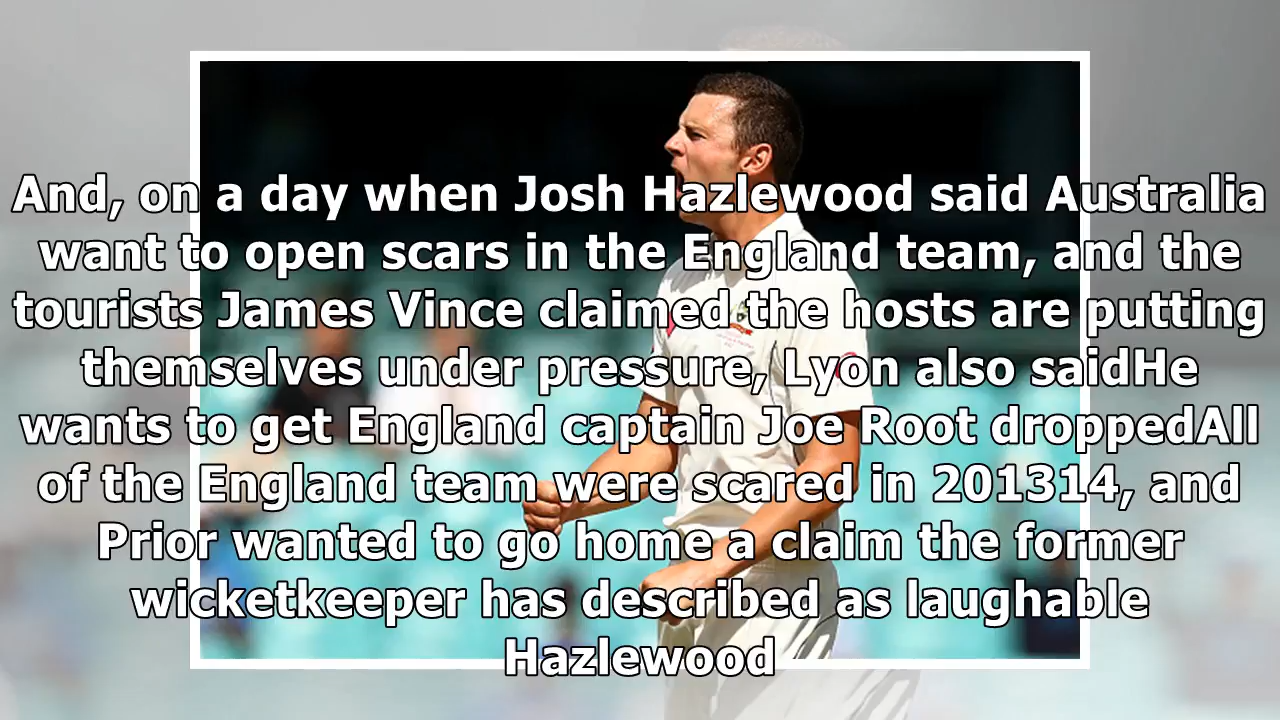 And, on a day when Josh Hazlewood said Australia
want to open scars in the England team, and the
tourists James Vince claimed the hosts are putting
themselves under pressure, Lyon also saidHe
wants to get England captain Joe Root droppedAll
of the England team were scared in 201314, and
Prior wanted to go home a claim the former
wicketkeeper has described as laughable
Hazlewood